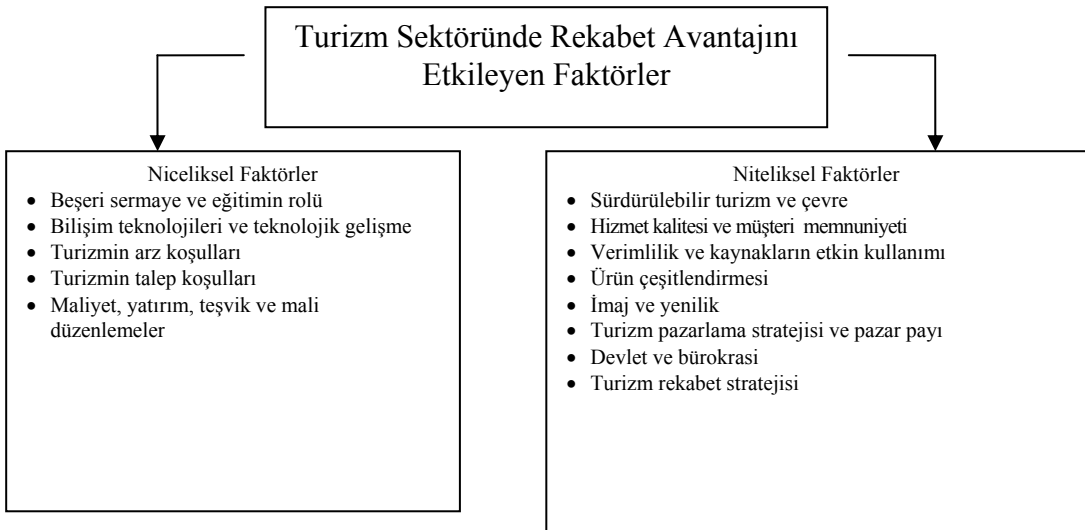 Turizm Sektöründe Rekabet Avantajını
Etkileyen Faktörler
Niceliksel Faktörler
• Beşeri sermaye ve eğitimin rolü
• Bilişim teknolojileri ve teknolojik gelişme
• Turizmin arz koşulları
• Turizmin talep koşulları
• Maliyet, yatırım, teşvik ve mali
düzenlemeler
Niteliksel Faktörler
• Sürdürülebilir turizm ve çevre
• Hizmet kalitesi ve müşteri memnuniyeti
• Verimlilik ve kaynakların etkin kullanımı
• Ürün çeşitlendirmesi
• İmaj ve yenilik
• Turizm pazarlama stratejisi ve pazar payı
• Devlet ve bürokrasi
• Turizm rekabet stratejisi